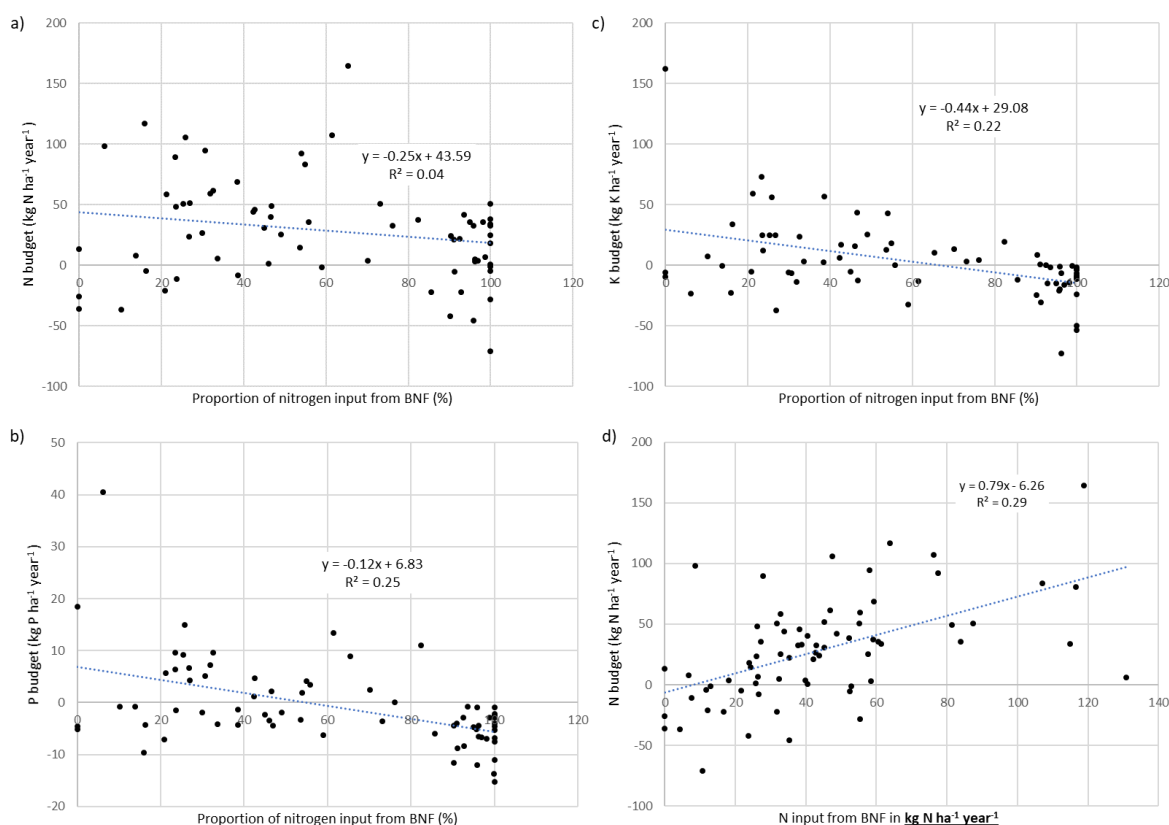 a)
200
150
100
50
0
-50
-100
0
20
40
60
80
100
120
N budget (kg N ha⁻¹ year⁻¹)
y = -0.25x + 43.59
R² = 0.04
Proportion of nitrogen input from BNF (%)
c)
200
150
100
50
0
-50
-100
0
20
40
60
80
100
120
K budget (kg K ha⁻¹ year⁻¹)
y = -0.44x + 29.08
R² = 0.22
Proportion of nitrogen input from BNF (%)
b)
50
40
30
20
10
0
-10
-20
0
20
40
60
80
100
120
P budget (kg P ha⁻¹ year⁻¹)
y = -0.12x + 6.83
R² = 0.25
Proportion of nitrogen input from BNF (%)
d)
200
150
100
50
0
-50
-100
0
20
40
60
80
100
120
140
N budget (kg N ha⁻¹ year⁻¹)
y = 0.79x - 6.26
R² = 0.29
N input from BNF in kg N ha⁻¹ year⁻¹